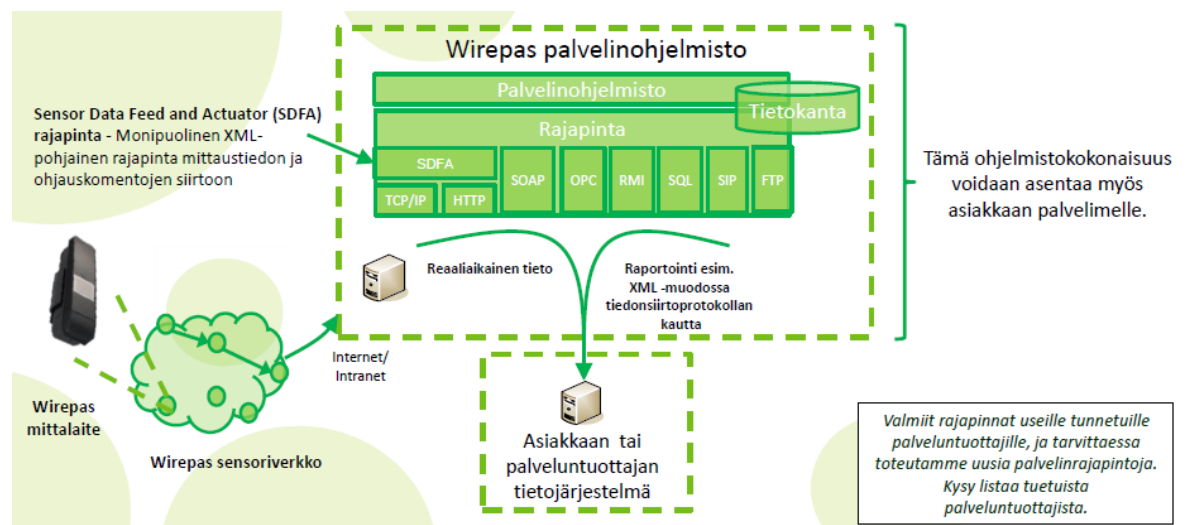 Wirepas palvelinohjelmisto
Palvelinohjelmisto
Tietokanta
Rajapinta
SDFA
TCP/IP
HTTP
SOAP
OPC
RMI
SQL
SIP
FTP
Sensor Data Feed and Actuator (SDFA)
rajapinta - Monipuolinen XML-
pohjainen rajapinta mittaustiedon ja
ohjauskomentojen siirtoon
Tämä ohjelmistokokonaisuus
voidaan asentaa myös
asiakkaan palvelimelle.
Reaaliaikainen tieto
Raportointi esim.
XML -muodossa
tiedonsiirtoprotokollan
kautta
Internet/
Intranet
Wirepas
mittalaite
Wirepas sensoriverkko
Asiakkaan tai
palveluntuottajan
tietojärjestelmä
Valmiit rajapinnat useille tunnetuille
palveluntuottajille, ja tarvittaessa
toteutamme uusia palvelinrajapintoja.
Kysy listaa tuetuista
palveluntuottajista.